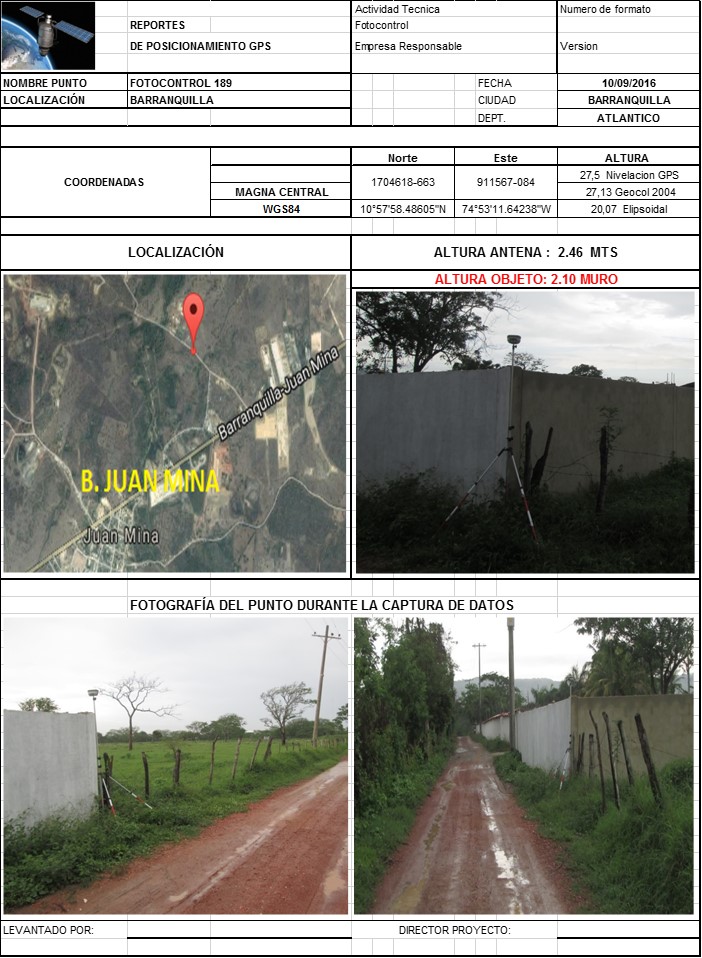 Actividad Tecnica
Numero de formato
REPORTES
Fotocontrol
DE POSICIONAMIENTO GPS
Empresa Responsable
Version
NOMBRE PUNTO FOTOCONTROL 189 FECHA 10/09/2016
LOCALIZACIÓN BARRANQUILLA CIUDAD BARRANQUILLA
DEPT. ATLANTICO
COORDENADAS
Norte Este ALTURA
1704618-663 911567-084 27,5 Nivelacion GPS
MAGNA CENTRAL 27,13 Geocol 2004
WGS84 10°57'58.48605"N 74°53'11.64238"W 20,07 Elipsoidal
LOCALIZACIÓN
ALTURA ANTENA : 2.46 MTS
ALTURA OBJETO: 2.10 MURO
Barranquilla-Juan Mina
B. JUAN MINA
Juan Mina
FOTOGRAFÍA DEL PUNTO DURANTE LA CAPTURA DE DATOS
LEVANTADO POR: DIRECTOR PROYECTO: